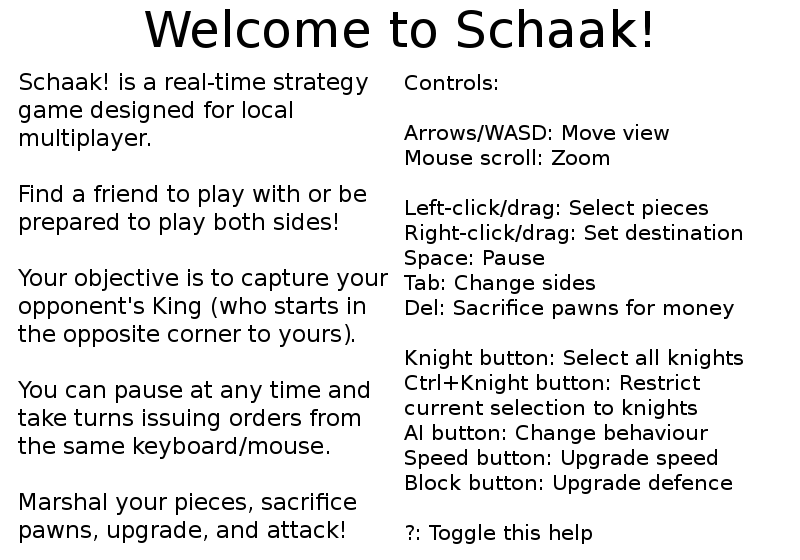 Welcome to Schaak!
Schaak! is a real-time strategy
game designed for local
multiplayer.
Find a friend to play with or be
prepared to play both sides!
Your objective is to capture your
opponent's King (who starts in
the opposite corner to yours).
You can pause at any time and
take turns issuing orders from
the same keyboard/mouse.
Marshal your pieces, sacrifice
pawns, upgrade, and attack!
Controls:
Arrows/WASD: Move view
Mouse scroll: Zoom
Left-click/drag: Select pieces
Right-click/drag: Set destination
Space: Pause
Tab: Change sides
Del: Sacrifice pawns for money
Knight button: Select all knights
Ctrl+Knight button: Restrict
current selection to knights
AI button: Change behaviour
Speed button: Upgrade speed
Block button: Upgrade defence
?: Toggle this help